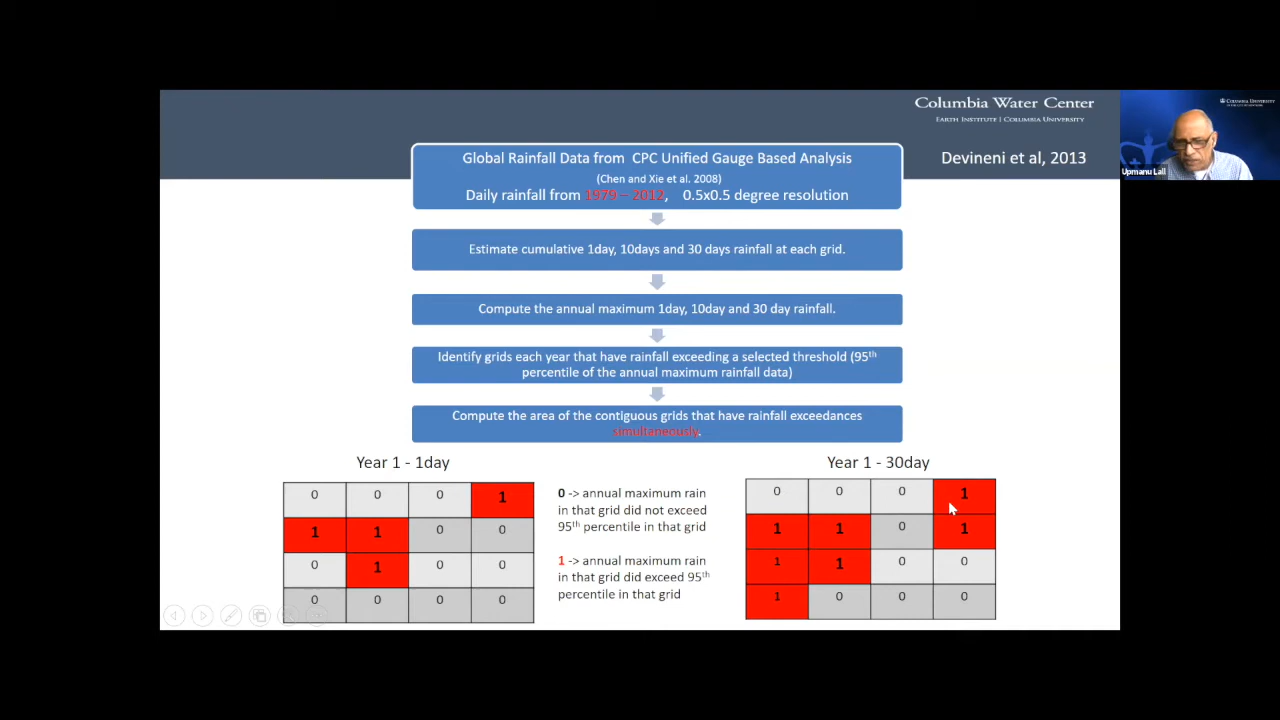 Columbia Water Center
EARTH INSTITUTE | COLUMBIA UNIVERSITY
Devineni et al, 2013
COLUMBIA UNIVERSITY
Upmanu Lall
Global Rainfall Data from CPC Unified Gauge Based Analysis
(Chen and Xie et al. 2008)
Daily rainfall from 1979 – 2012, 0.5x0.5 degree resolution
Estimate cumulative 1day, 10days and 30 days rainfall at each grid.
Compute the annual maximum 1day, 10day and 30 day rainfall.
Identify grids each year that have rainfall exceeding a selected threshold (95th
percentile of the annual maximum rainfall data)
Compute the area of the contiguous grids that have rainfall exceedances
simultaneously.
Year 1 - 1day
0 0 0 1
1 1 0 0
0 1 0 0
0 0 0 0
0 -> annual maximum rain
in that grid did not exceed
95th percentile in that grid
1 -> annual maximum rain
in that grid did exceed 95th
percentile in that grid
Year 1 - 30day
0 0 0 1
1 1 0 1
1 1 0 0
1 0 0 0